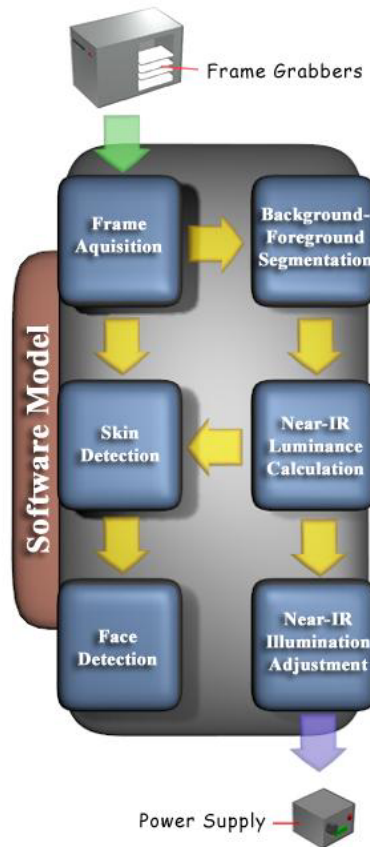 Frame Grabbers
Frame
Aquisition
Background-
Foreground
Segmentation
Software Model
Skin
Detection
Near-IR
Luminance
Calculation
Face
Detection
Near-IR
Illumination
Adjustment
Power Supply